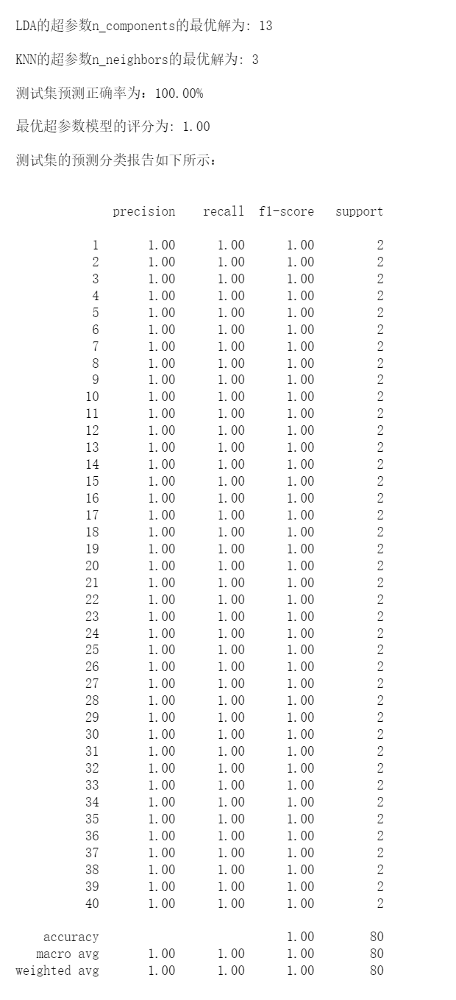 LDA的超参数n_components的最优解为: 13
KNN的超参数n_neighbors的最优解为: 3
测试集预测正确率为：100.00%
最优超参数模型的评分为: 1.00
测试集的预测分类报告如下所示：
precision recall f1-score support
1 1.00 1.00 1.00 2
2 1.00 1.00 1.00 2
3 1.00 1.00 1.00 2
4 1.00 1.00 1.00 2
5 1.00 1.00 1.00 2
6 1.00 1.00 1.00 2
7 1.00 1.00 1.00 2
8 1.00 1.00 1.00 2
9 1.00 1.00 1.00 2
10 1.00 1.00 1.00 2
11 1.00 1.00 1.00 2
12 1.00 1.00 1.00 2
13 1.00 1.00 1.00 2
14 1.00 1.00 1.00 2
15 1.00 1.00 1.00 2
16 1.00 1.00 1.00 2
17 1.00 1.00 1.00 2
18 1.00 1.00 1.00 2
19 1.00 1.00 1.00 2
20 1.00 1.00 1.00 2
21 1.00 1.00 1.00 2
22 1.00 1.00 1.00 2
23 1.00 1.00 1.00 2
24 1.00 1.00 1.00 2
25 1.00 1.00 1.00 2
26 1.00 1.00 1.00 2
27 1.00 1.00 1.00 2
28 1.00 1.00 1.00 2
29 1.00 1.00 1.00 2
30 1.00 1.00 1.00 2
31 1.00 1.00 1.00 2
32 1.00 1.00 1.00 2
33 1.00 1.00 1.00 2
34 1.00 1.00 1.00 2
35 1.00 1.00 1.00 2
36 1.00 1.00 1.00 2
37 1.00 1.00 1.00 2
38 1.00 1.00 1.00 2
39 1.00 1.00 1.00 2
40 1.00 1.00 1.00 2
accuracy 1.00 80
macro avg 1.00 1.00 1.00 80
weighted avg 1.00 1.00 1.00 80